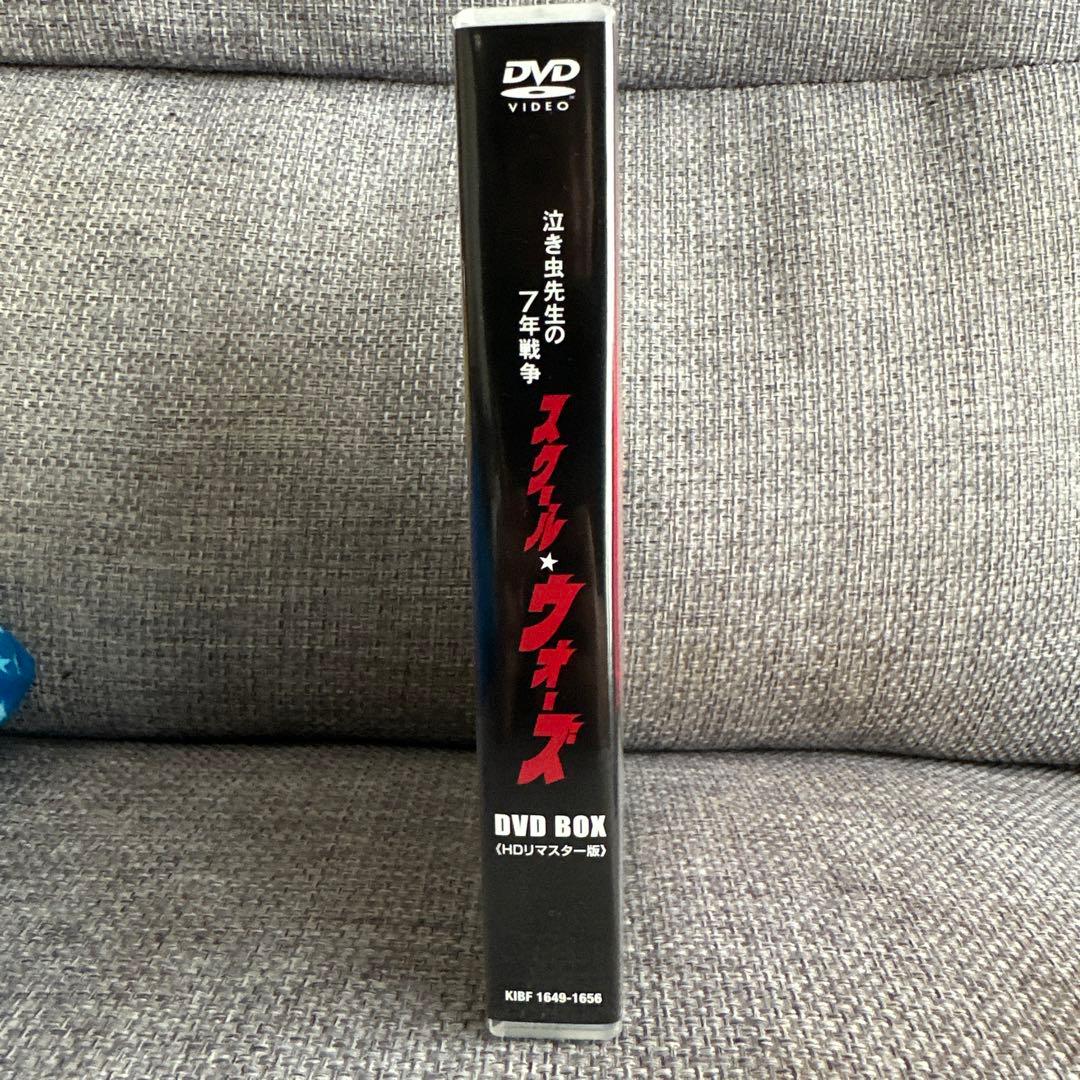 DVD
VIDEO
泣き虫先生の
7年戦争
スクール★ウォーズ
DVD BOX
《HDリマスター版》
KIBF 1649-1656